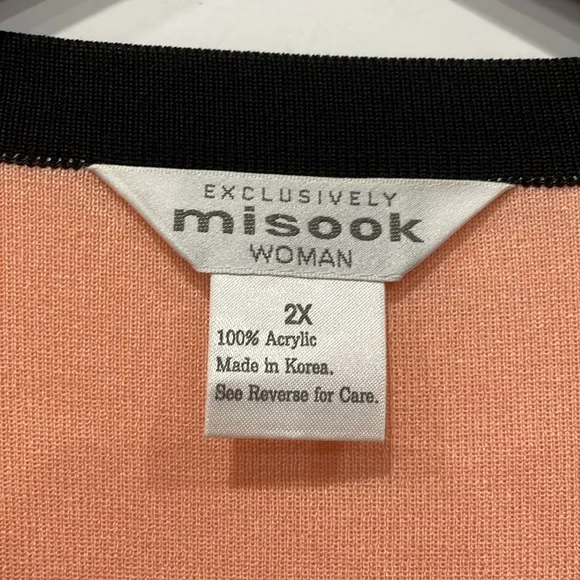 EXCLUSIVELY
misook
WOMAN
2X
100% Acrylic
Made in Korea.
See Reverse for Care.